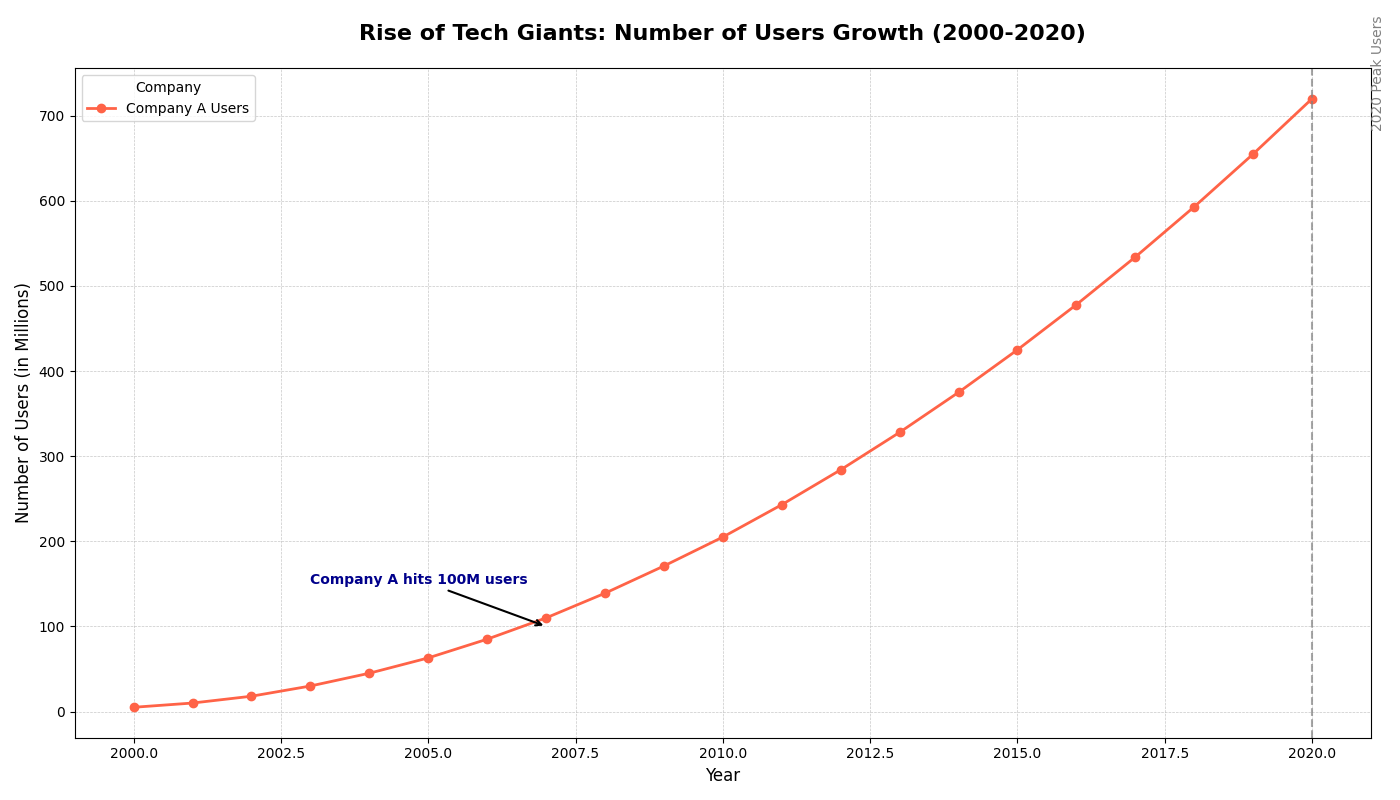 Rise of Tech Giants: Number of Users Growth (2000-2020)
2020 Peak Users
Company
Company A Users
Number of Users (in Millions)
700
600
500
400
300
200
100
0
Company A hits 100M users
2000.0 2002.5 2005.0 2007.5 2010.0 2012.5 2015.0 2017.5 2020.0
Year